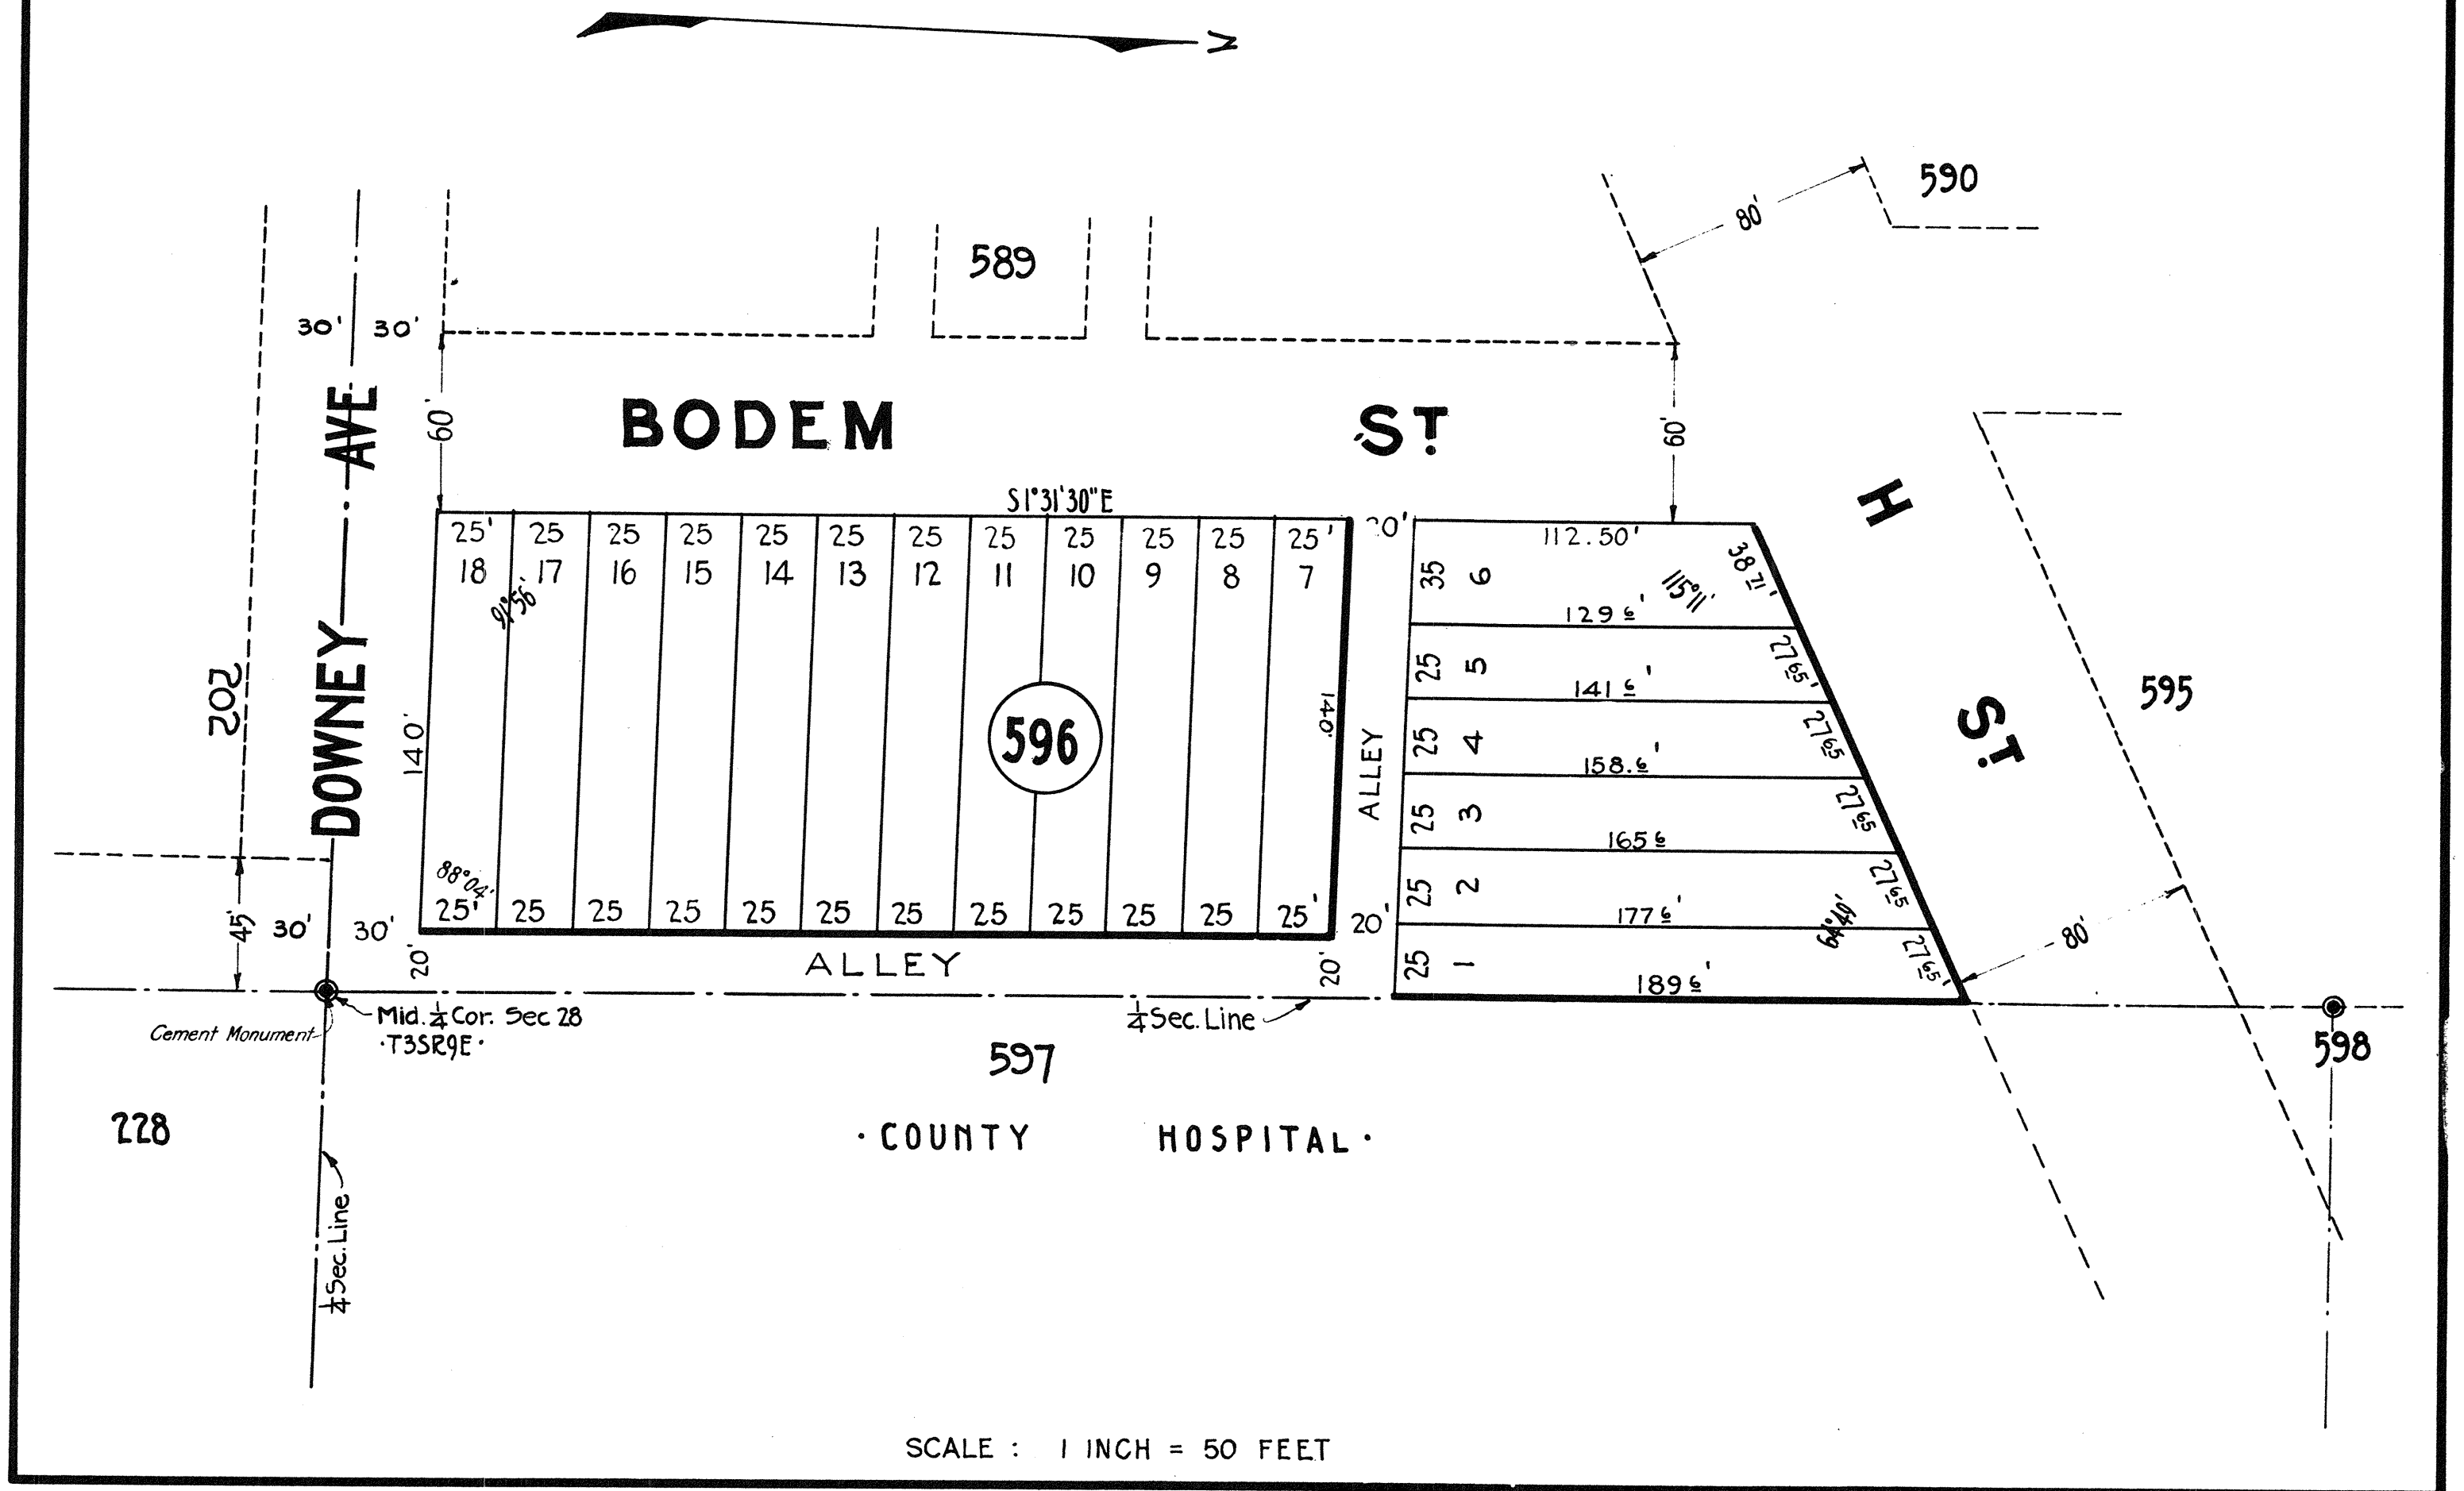 N
590
80'
589
30' 30'
60'
BODEM ST.
60'
DOWNEY AVE
H ST.
S1°31'30"E
25' 25 25 25 25 25 25 25 25 25 25 25'
18 17 16 15 14 13 12 11 10 9 8 7
91°56'
20'
112.50'
35 6
38 71'
115°11'
129 6'
25 5
27 65'
141 6'
202
140'
596
140'
ALLEY
25 4
27 65
158.6'
595
25 3
27 65
165 6
25 2
27 65
177 6'
64°49'
88°04'
25' 25 25 25 25 25 25 25 25 25 25 25'
20'
45'
30' 30'
20'
ALLEY
20'
25 1
27 65'
189 6'
80'
Mid. 1/4 Cor. Sec 28
·T3SR9E·
Cement Monument
1/4 Sec. Line
598
597
228
·COUNTY HOSPITAL·
1/4 Sec. Line
SCALE : 1 INCH = 50 FEET